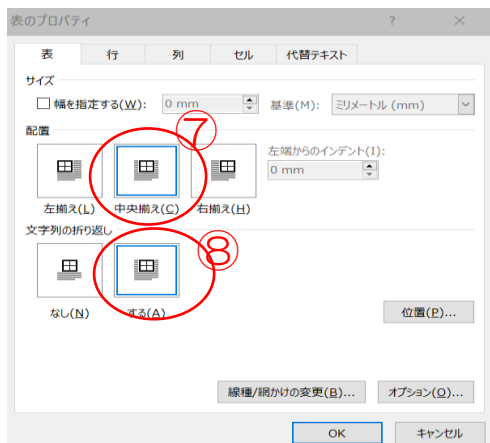 表のプロパティ ? ×
表 行 列 セル 代替テキスト
サイズ
幅を指定する(W): 0 mm 基準(M): ミリメートル (mm)
配置 ⑦
左端からのインデント(I):
0 mm
左揃え(L) 中央揃え(C) 右揃え(H)
文字列の折り返し ⑧
なし(N) する(A)
位置(P)...
線種/網かけの変更(B)... オプション(O)...
OK キャンセル